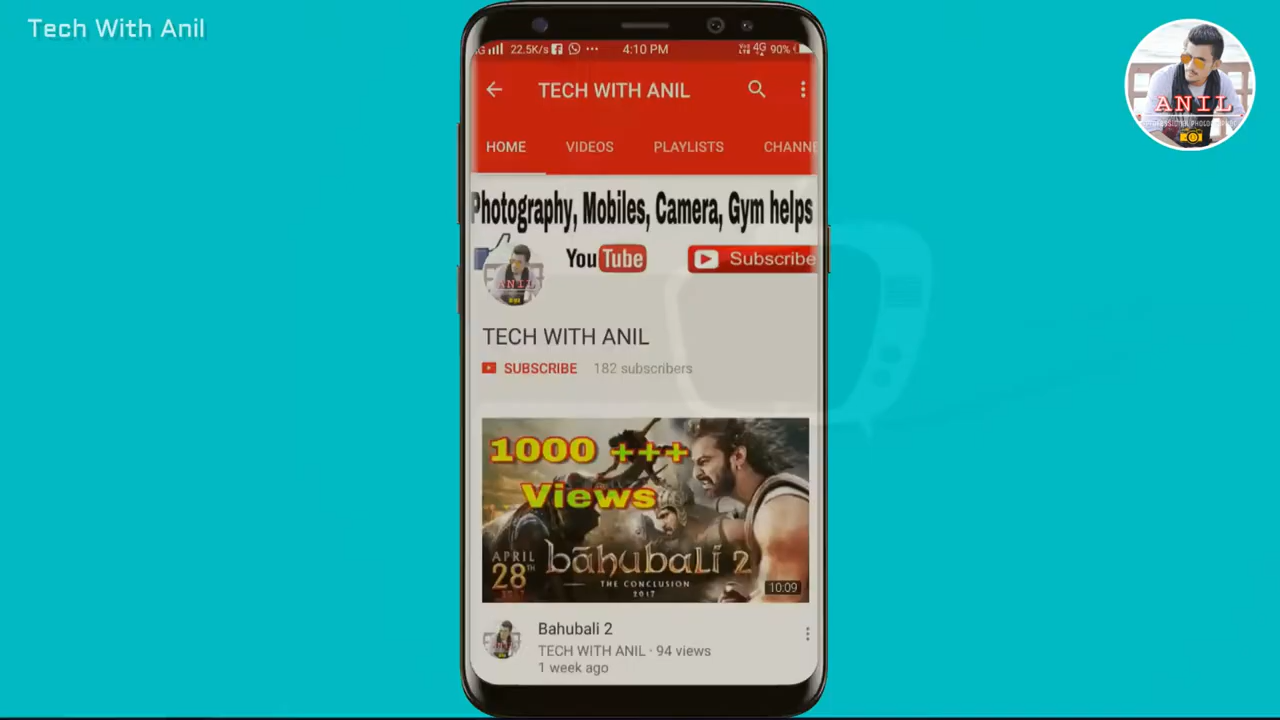 Tech With Anil
22.5K/s ••• 4:10 PM 4G 90%
TECH WITH ANIL
HOME VIDEOS PLAYLISTS CHANNE
Photography, Mobiles, Camera, Gym helps
YouTube Subscribe
ANIL
TECH WITH ANIL
SUBSCRIBE 182 subscribers
1000 +++
Views
APRIL
28TH
bāhubali 2
THE CONCLUSION
2017
10:09
Bahubali 2
TECH WITH ANIL · 94 views
1 week ago
ANIL